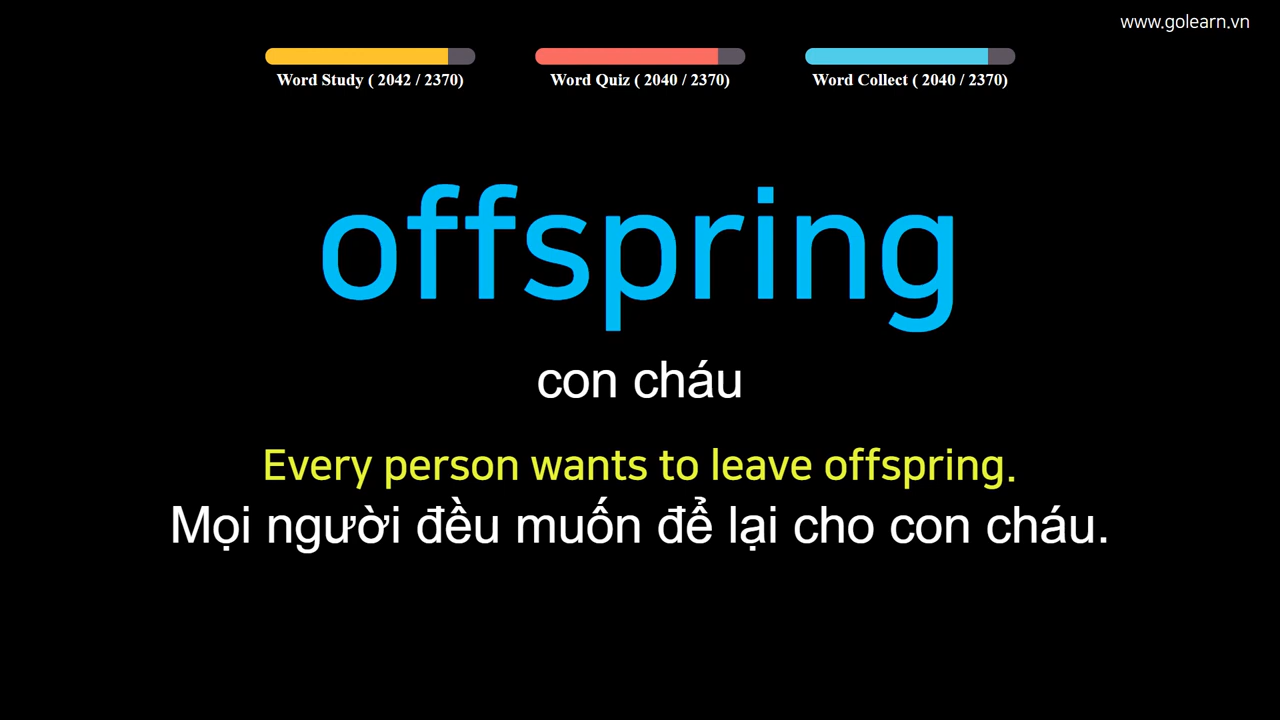 www.golearn.vn
Word Study ( 2042 / 2370)
Word Quiz ( 2040 / 2370)
Word Collect ( 2040 / 2370)
offspring
con cháu
Every person wants to leave offspring.
Mọi người đều muốn để lại cho con cháu.